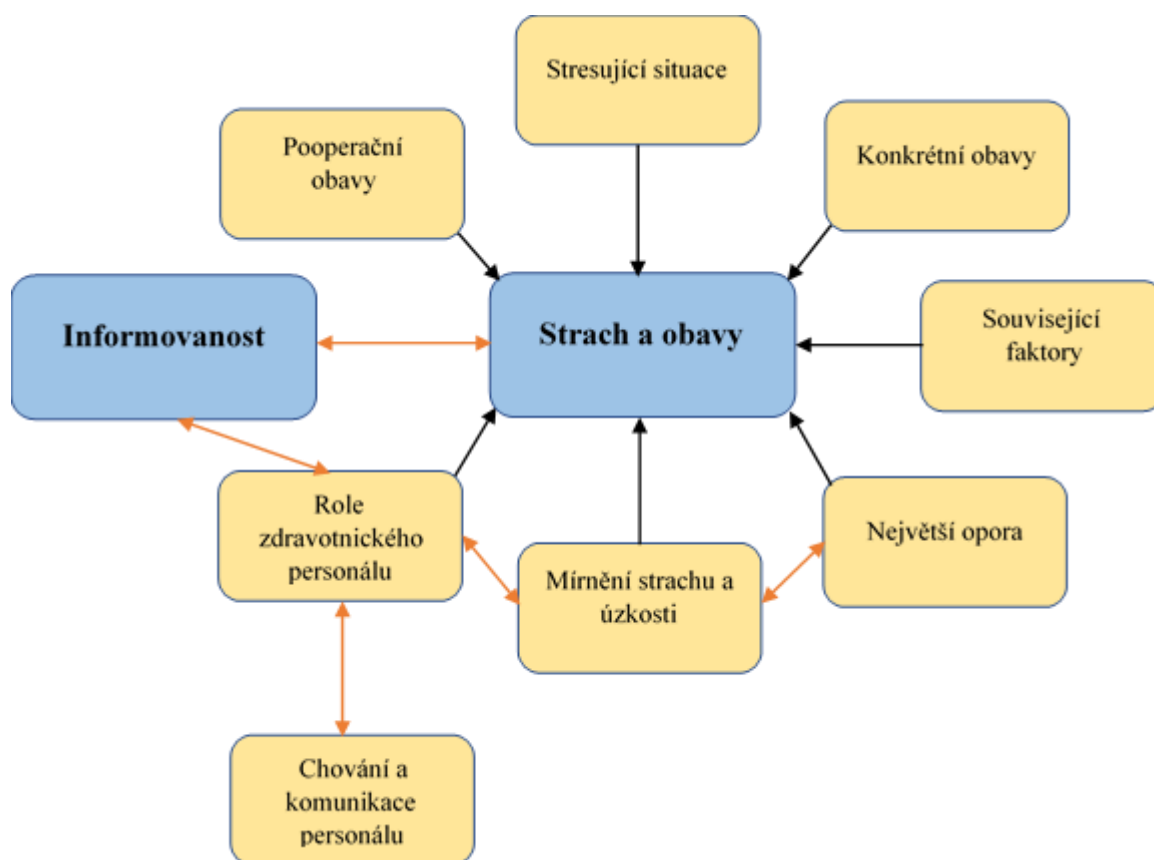 Stresující situace
Pooperační
obavy
Konkrétní obavy
Informovanost
Strach a obavy
Související
faktory
Role
zdravotnického
personálu
Mírnění strachu a
úzkosti
Největší opora
Chování a
komunikace
personálu